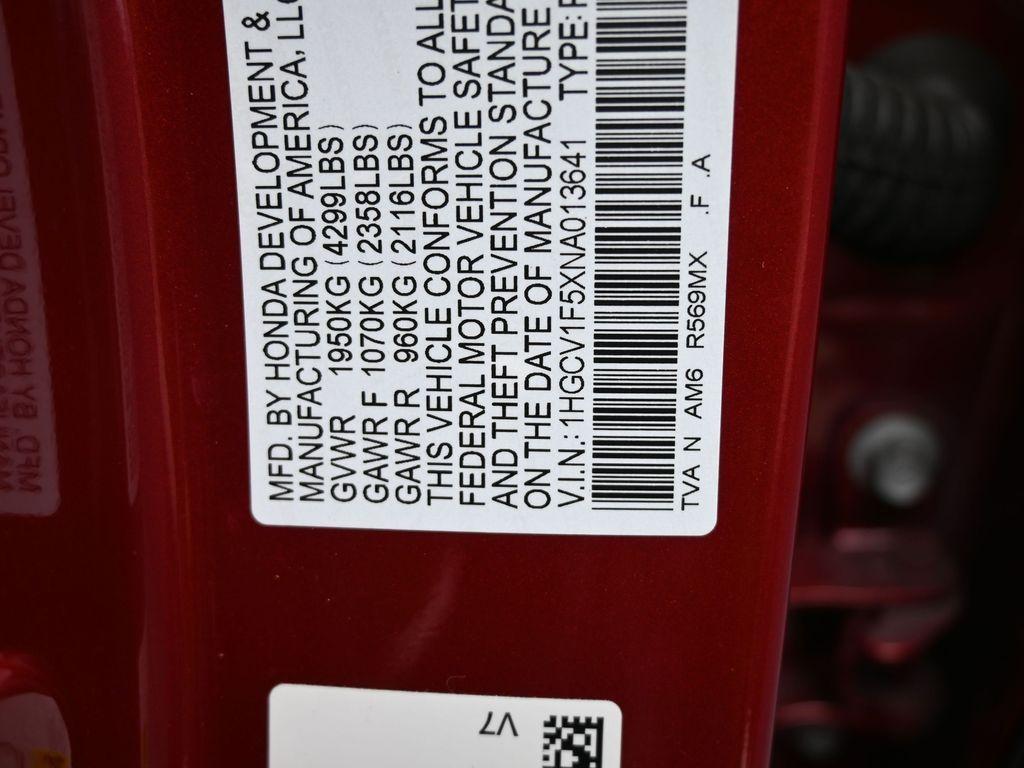 MFD. BY HONDA DEVELOPMENT &
MANUFACTURING OF AMERICA, LLC
GVWR 1950KG (4299LBS)
GAWR F 1070KG (2358LBS)
GAWR R 960KG (2116LBS)
THIS VEHICLE CONFORMS TO ALL
FEDERAL MOTOR VEHICLE SAFET
AND THEFT PREVENTION STANDA
ON THE DATE OF MANUFACTURE
V.I.N.: 1HGCV1F5XNA013641 TYPE:P
TVA N AM6 R569MX .F .A
V7